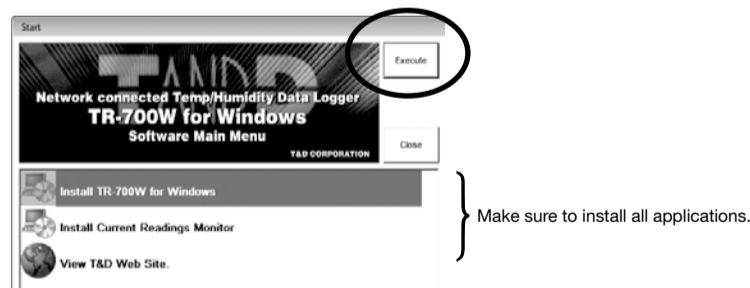 Start
T AND D
Execute
Network connected Temp/Humidity Data Logger
TR-700W for Windows
Software Main Menu
T&D CORPORATION
Close
Install TR-700W for Windows
Make sure to install all applications.
Install Current Readings Monitor
View T&D Web Site.